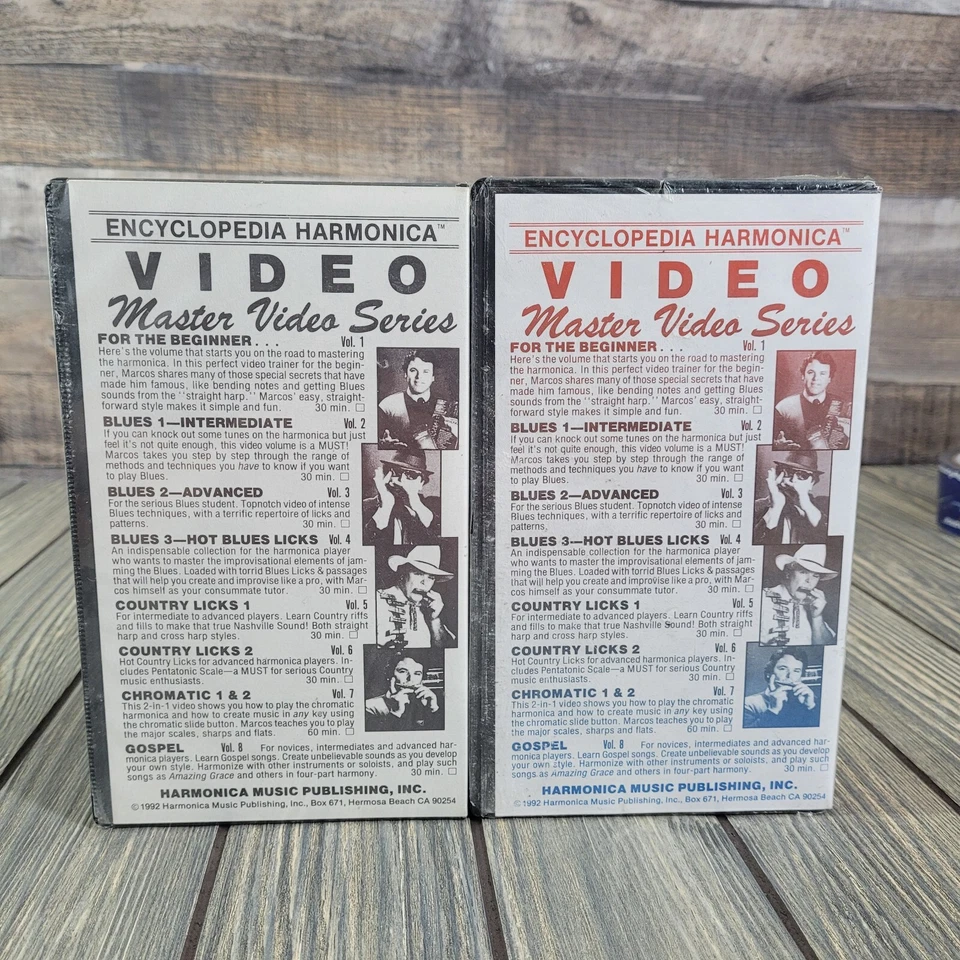 ENCYCLOPEDIA HARMONICA™
VIDEO
Master Video Series
FOR THE BEGINNER . . . Vol. 1
Here's the volume that starts you on the road to mastering
the harmonica. In this perfect video trainer for the begin-
ner, Marcos shares many of those special secrets that have
made him famous, like bending notes and getting Blues
sounds from the ''straight harp.'' Marcos' easy, straight-
forward style makes it simple and fun. 30 min. ☐
BLUES 1—INTERMEDIATE Vol. 2
If you can knock out some tunes on the harmonica but just
feel it's not quite enough, this video volume is a MUST!
Marcos takes you step by step through the range of
methods and techniques you have to know if you want
to play Blues. 30 min. ☐
BLUES 2—ADVANCED Vol. 3
For the serious Blues student. Topnotch video of intense
Blues techniques, with a terrific repertoire of licks and
patterns. 30 min. ☐
BLUES 3—HOT BLUES LICKS Vol. 4
An indispensable collection for the harmonica player
who wants to master the improvisational elements of jam-
ming the Blues. Loaded with torrid Blues Licks & passages
that will help you create and improvise like a pro, with Mar-
cos himself as your consummate tutor. 30 min. ☐
COUNTRY LICKS 1 Vol. 5
For intermediate to advanced players. Learn Country riffs
and fills to make that true Nashville Sound! Both straight
harp and cross harp styles. 30 min. ☐
COUNTRY LICKS 2 Vol. 6
Hot Country Licks for advanced harmonica players. In-
cludes Pentatonic Scale—a MUST for serious Country
music enthusiasts. 30 min. ☐
CHROMATIC 1 & 2 Vol. 7
This 2-in-1 video shows you how to play the chromatic
harmonica and how to create music in any key using
the chromatic slide button. Marcos teaches you to play
the major scales, sharps and flats. 60 min. ☐
GOSPEL Vol. 8 For novices, intermediates and advanced har-
monica players. Learn Gospel songs. Create unbelievable sounds as you develop
your own style. Harmonize with other instruments or soloists, and play such
songs as Amazing Grace and others in four-part harmony. 30 min. ☐
HARMONICA MUSIC PUBLISHING, INC.
©1992 Harmonica Music Publishing, Inc., Box 671, Hermosa Beach CA 90254
ENCYCLOPEDIA HARMONICA™
VIDEO
Master Video Series
FOR THE BEGINNER . . . Vol. 1
Here's the volume that starts you on the road to mastering
the harmonica. In this perfect video trainer for the begin-
ner, Marcos shares many of those special secrets that have
made him famous, like bending notes and getting Blues
sounds from the ''straight harp.'' Marcos' easy, straight-
forward style makes it simple and fun. 30 min. ☐
BLUES 1—INTERMEDIATE Vol. 2
If you can knock out some tunes on the harmonica but just
feel it's not quite enough, this video volume is a MUST!
Marcos takes you step by step through the range of
methods and techniques you have to know if you want
to play Blues. 30 min. ☐
BLUES 2—ADVANCED Vol. 3
For the serious Blues student. Topnotch video of intense
Blues techniques, with a terrific repertoire of licks and
patterns. 30 min. ☐
BLUES 3—HOT BLUES LICKS Vol. 4
An indispensable collection for the harmonica player
who wants to master the improvisational elements of jam-
ming the Blues. Loaded with torrid Blues Licks & passages
that will help you create and improvise like a pro, with Mar-
cos himself as your consummate tutor. 30 min. ☐
COUNTRY LICKS 1 Vol. 5
For intermediate to advanced players. Learn Country riffs
and fills to make that true Nashville Sound! Both straight
harp and cross harp styles. 30 min. ☐
COUNTRY LICKS 2 Vol. 6
Hot Country Licks for advanced harmonica players. In-
cludes Pentatonic Scale—a MUST for serious Country
music enthusiasts. 30 min. ☐
CHROMATIC 1 & 2 Vol. 7
This 2-in-1 video shows you how to play the chromatic
harmonica and how to create music in any key using
the chromatic slide button. Marcos teaches you to play
the major scales, sharps and flats. 60 min. ☐
GOSPEL Vol. 8 For novices, intermediates and advanced har-
monica players. Learn Gospel songs. Create unbelievable sounds as you develop
your own style. Harmonize with other instruments or soloists, and play such
songs as Amazing Grace and others in four-part harmony. 30 min. ☐
HARMONICA MUSIC PUBLISHING, INC.
©1992 Harmonica Music Publishing, Inc., Box 671, Hermosa Beach CA 90254